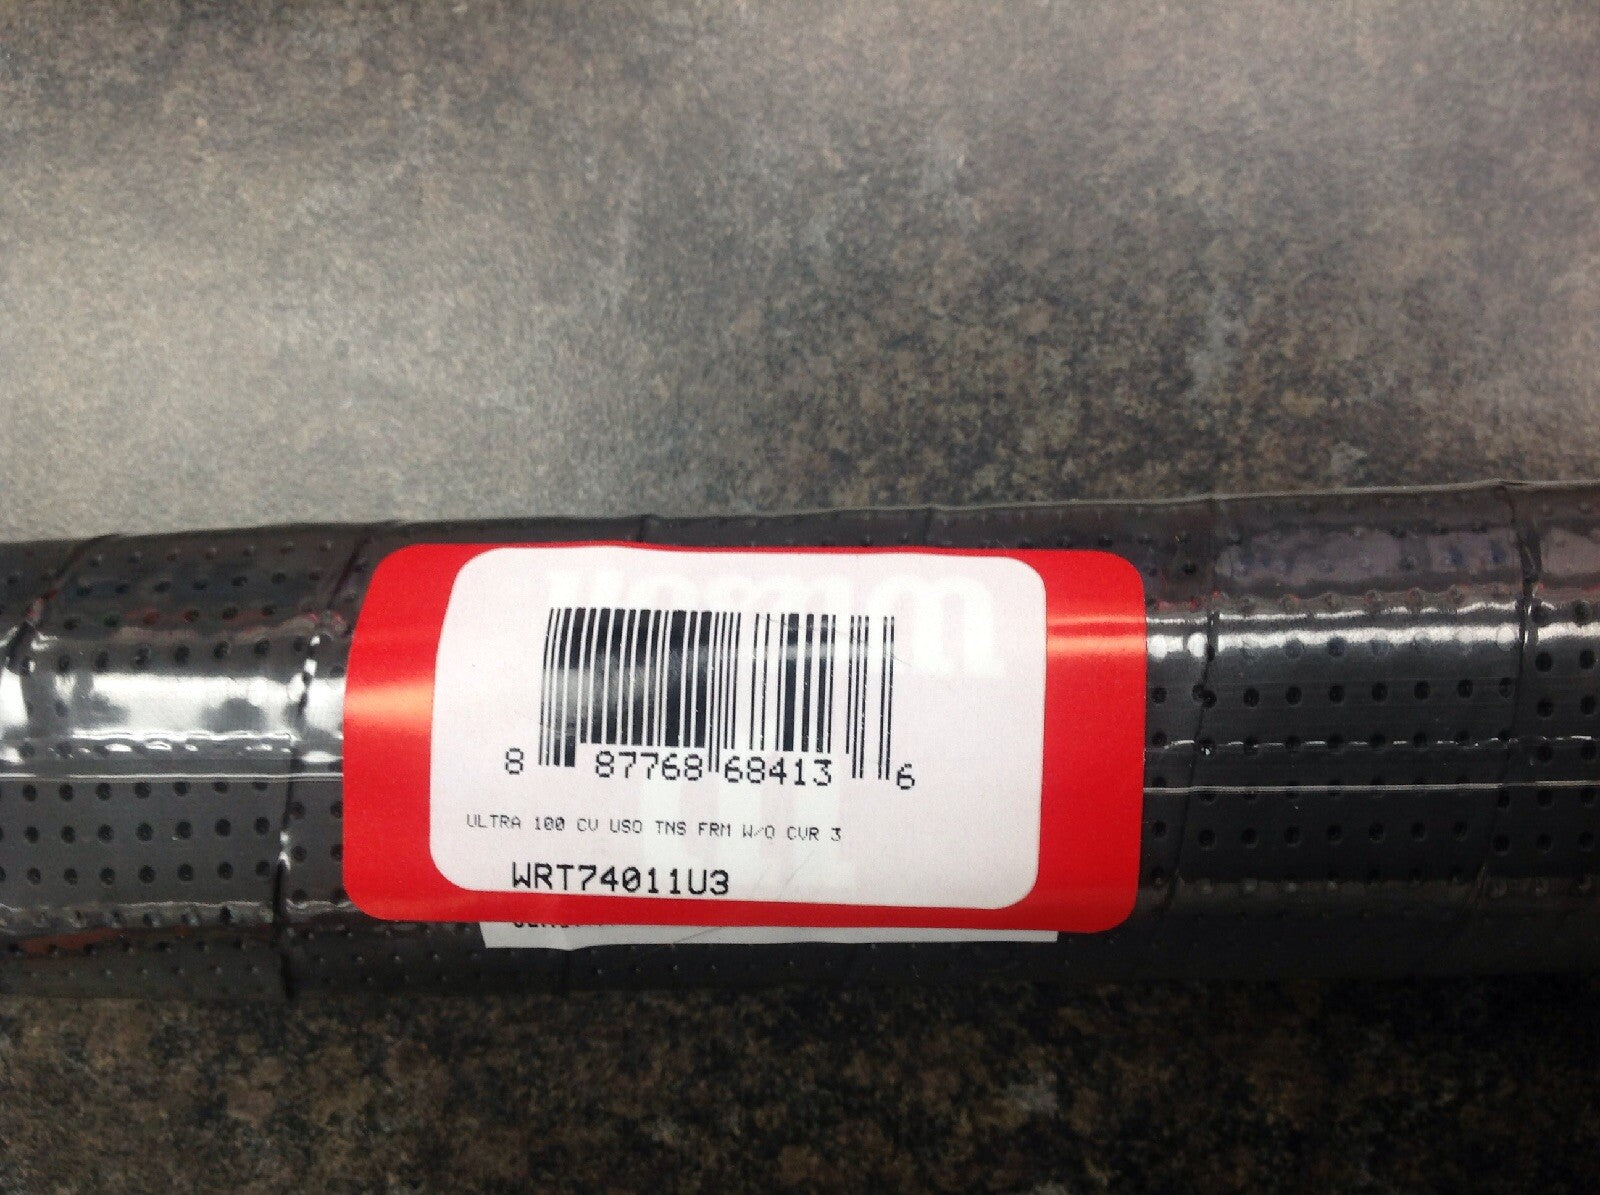 8 87768 68413 6
ULTRA 100 CV USO TNS FRM W/O CVR 3
WRT74011U3